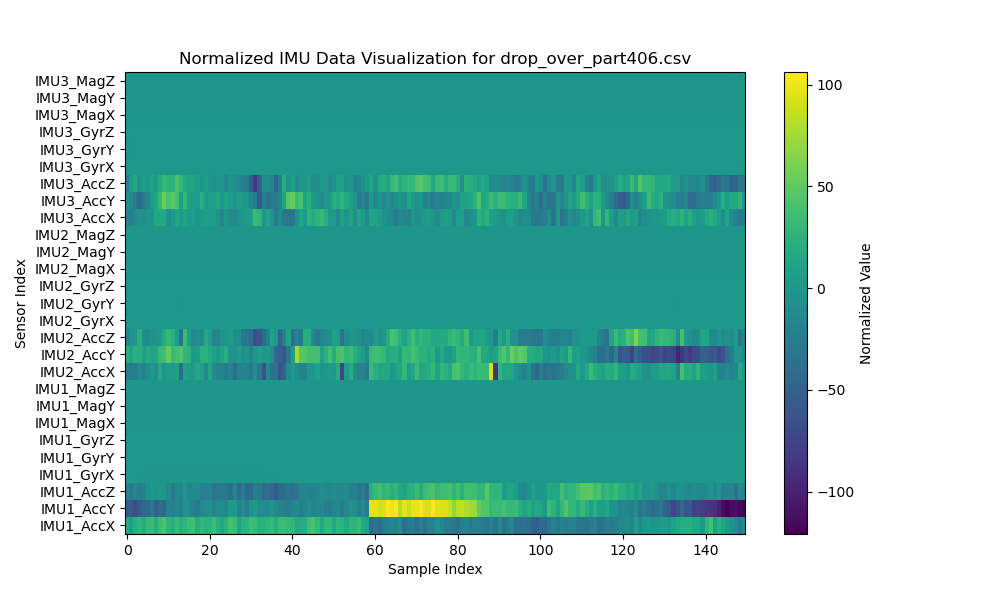 Normalized IMU Data Visualization for drop_over_part406.csv
IMU3_MagZ
IMU3_MagY
IMU3_MagX
IMU3_GyrZ
IMU3_GyrY
IMU3_GyrX
IMU3_AccZ
IMU3_AccY
IMU3_AccX
IMU2_MagZ
IMU2_MagY
IMU2_MagX
IMU2_GyrZ
IMU2_GyrY
IMU2_GyrX
IMU2_AccZ
IMU2_AccY
IMU2_AccX
IMU1_MagZ
IMU1_MagY
IMU1_MagX
IMU1_GyrZ
IMU1_GyrY
IMU1_GyrX
IMU1_AccZ
IMU1_AccY
IMU1_AccX
Sensor Index
0 20 40 60 80 100 120 140
Sample Index
100
50
0
−50
−100
Normalized Value